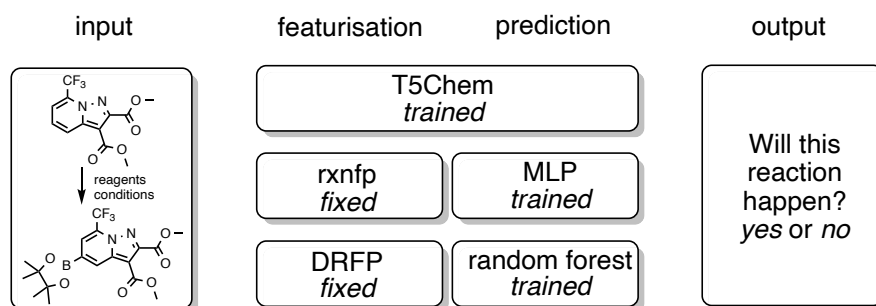 input
featurisation
prediction
output
CF₃
N
N
O
O
O
O
reagents
conditions
CF₃
N
N
O
O
O
O
B
O
O
T5Chem
trained
rxnfp
fixed
MLP
trained
DRFP
fixed
random forest
trained
Will this
reaction
happen?
yes or no